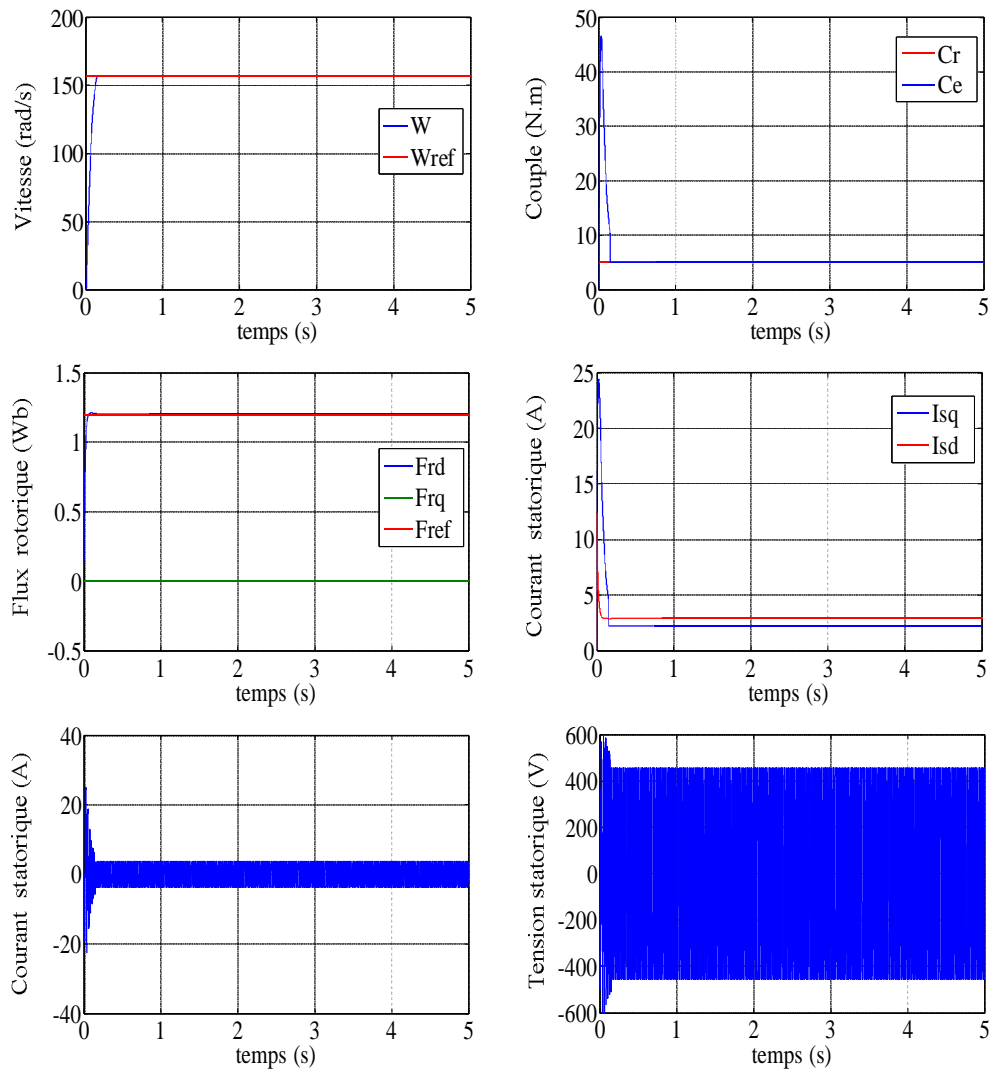 Vitesse (rad/s)
200
150
100
50
0
W
Wref
0 1 2 3 4 5
temps (s)
Couple (N.m)
50
40
30
20
10
0
Cr
Ce
0 1 2 3 4 5
temps (s)
Flux rotorique (Wb)
1.5
1
0.5
0
-0.5
Frd
Frq
Fref
0 1 2 3 4 5
temps (s)
Courant statorique (A)
25
20
15
10
5
0
Isq
Isd
0 1 2 3 4 5
temps (s)
Courant statorique (A)
40
20
0
-20
-40
0 1 2 3 4 5
temps (s)
Tension statorique (V)
600
400
200
0
-200
-400
-600
0 1 2 3 4 5
temps (s)